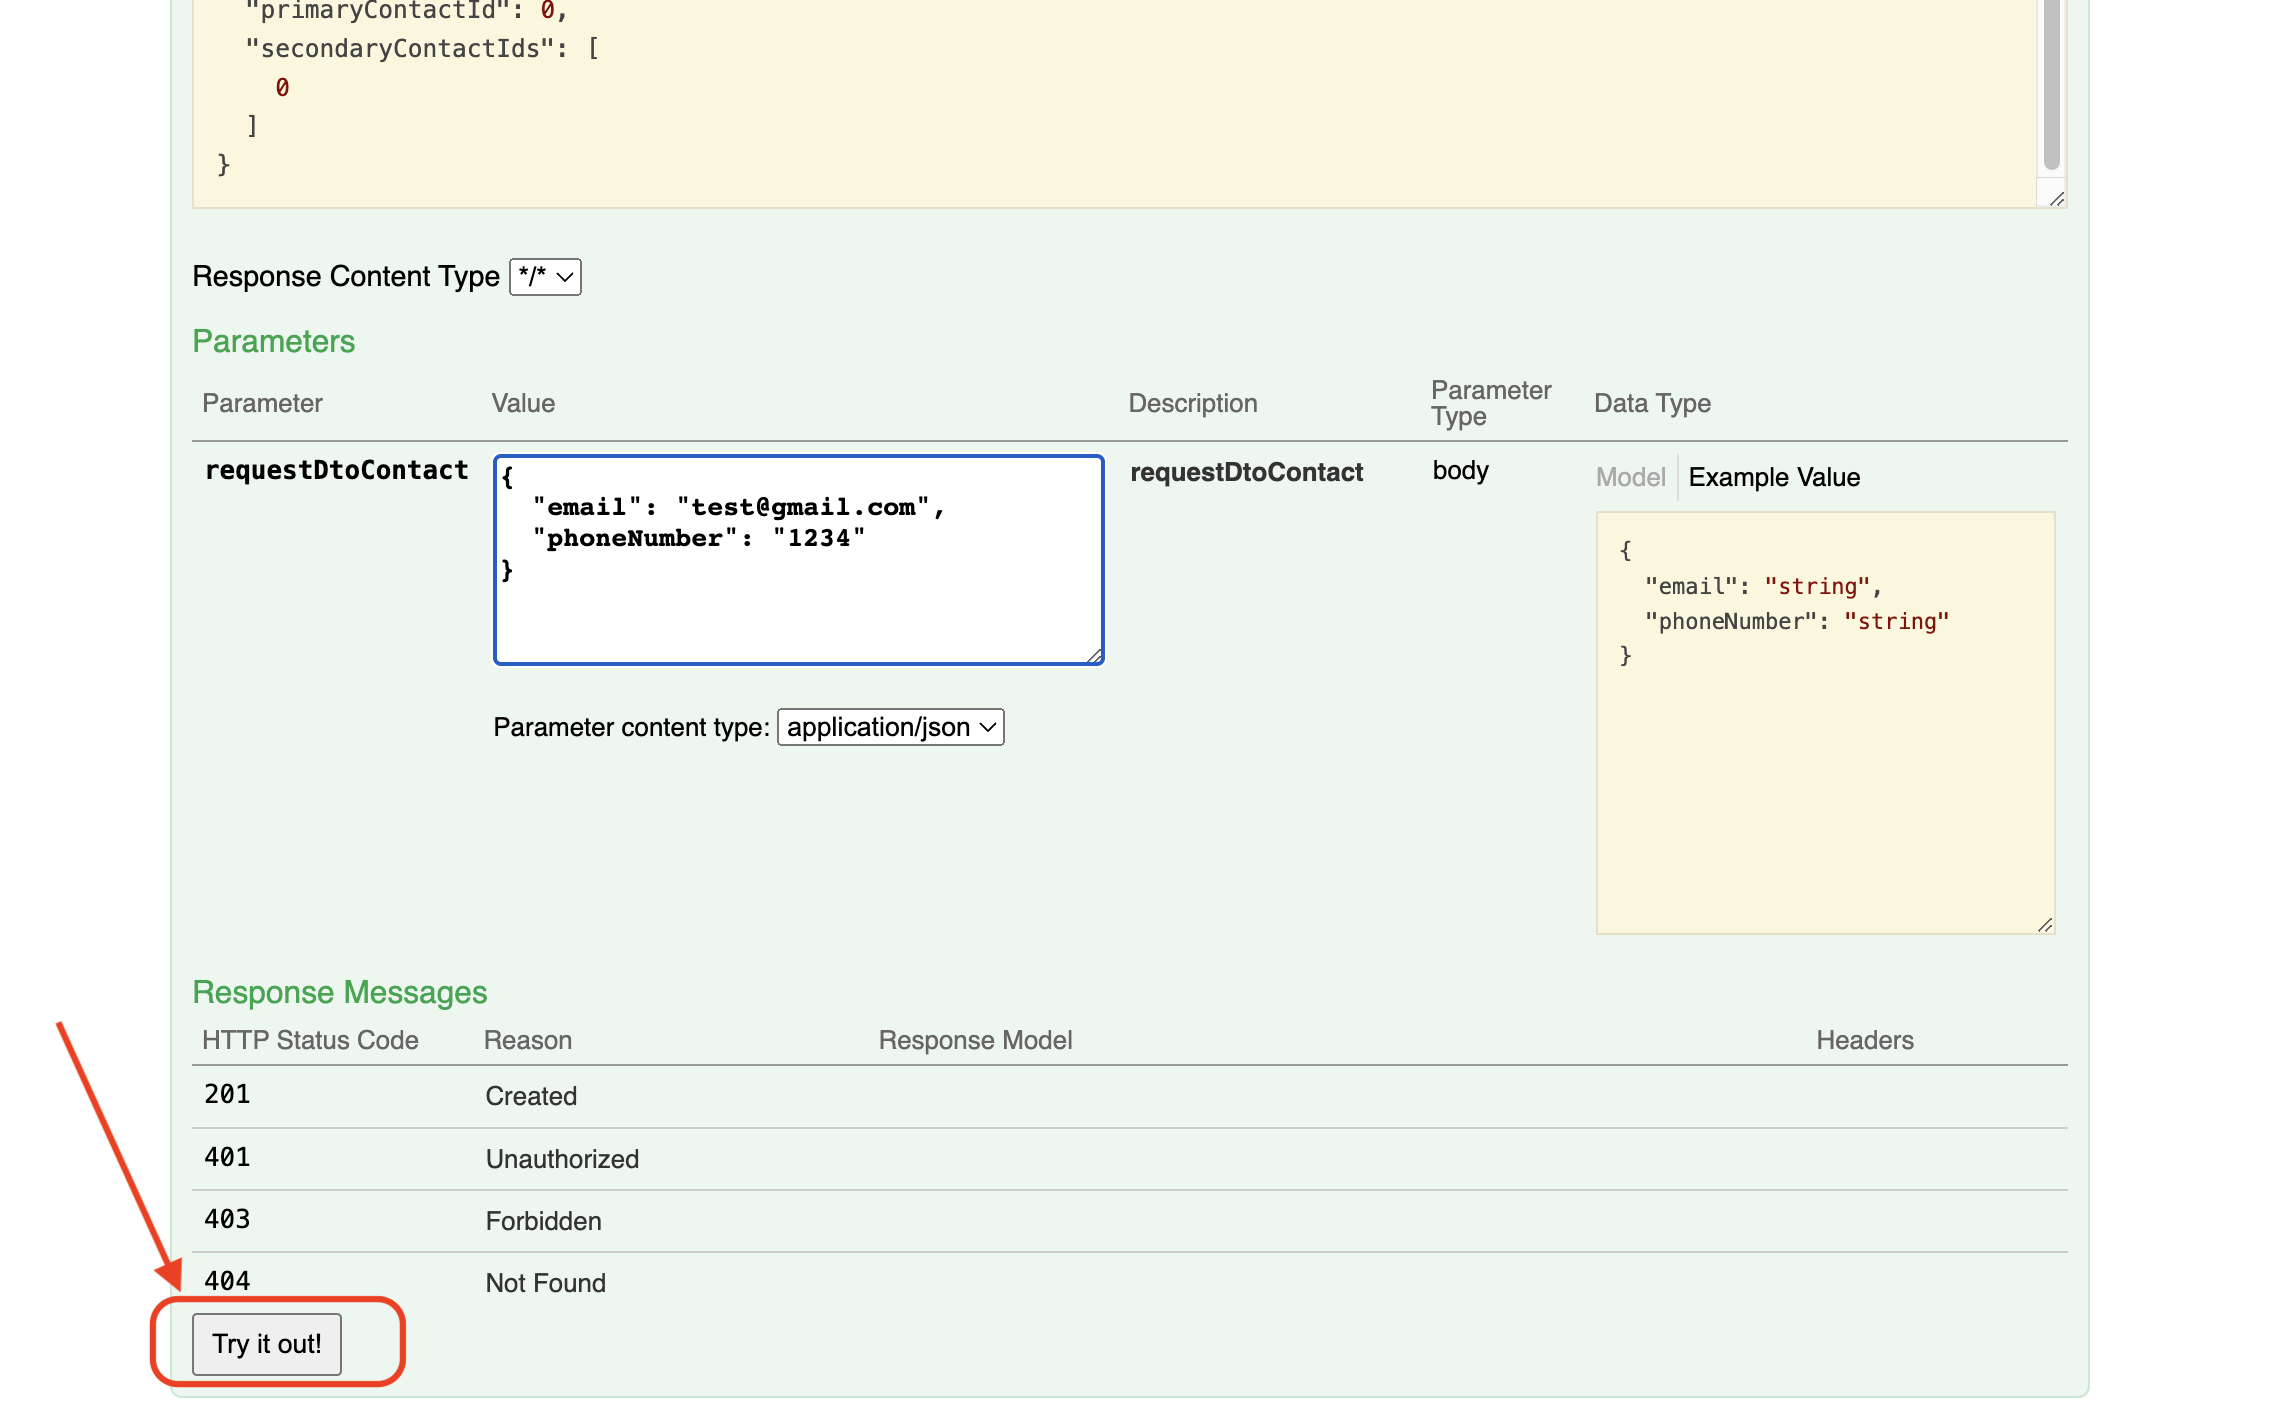 "primaryContactId": 0,
"secondaryContactIds": [
0
]
}
Response Content Type */*
Parameters
Parameter Value Description Parameter Type Data Type
requestDtoContact
{
"email": "test@gmail.com",
"phoneNumber": "1234"
}
Parameter content type: application/json
requestDtoContact
body
Model Example Value
{
"email": "string",
"phoneNumber": "string"
}
Response Messages
HTTP Status Code Reason Response Model Headers
201 Created
401 Unauthorized
403 Forbidden
404 Not Found
Try it out!